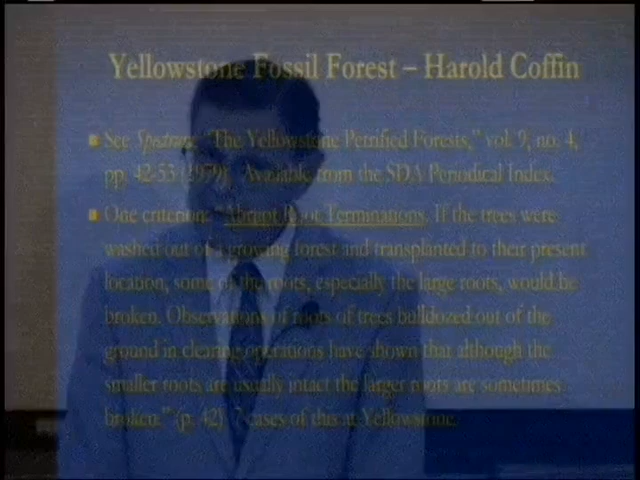 Yellowstone Fossil Forest – Harold Coffin
See Spectrum, "The Yellowstone Petrified Forests," vol. 9, no. 4,
pp. 42-53 (1979). Available from the SDA Periodical Index.
One criterion: "Abrupt Root Terminations. If the trees were
washed out of a growing forest and transplanted to their present
location, some of the roots, especially the large roots, would be
broken. Observations of roots of trees bulldozed out of the
ground in clearing operations have shown that although the
smaller roots are usually intact the larger roots are sometimes
broken." (p. 42) 7 cases of this at Yellowstone.